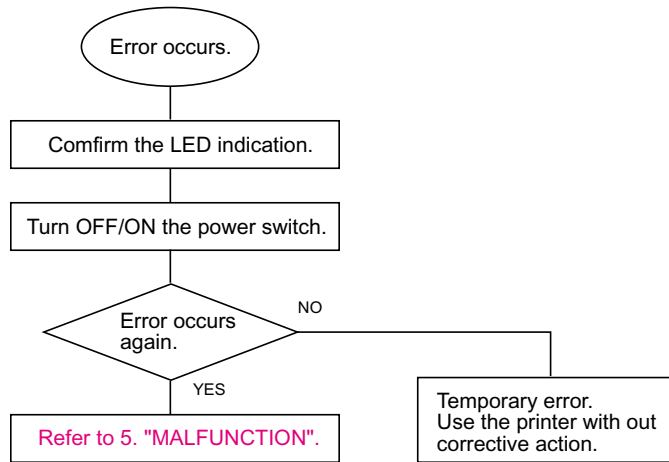 Error occurs.
Comfirm the LED indication.
Turn OFF/ON the power switch.
Error occurs
again.
NO
YES
Refer to 5. "MALFUNCTION".
Temporary error.
Use the printer with out
corrective action.